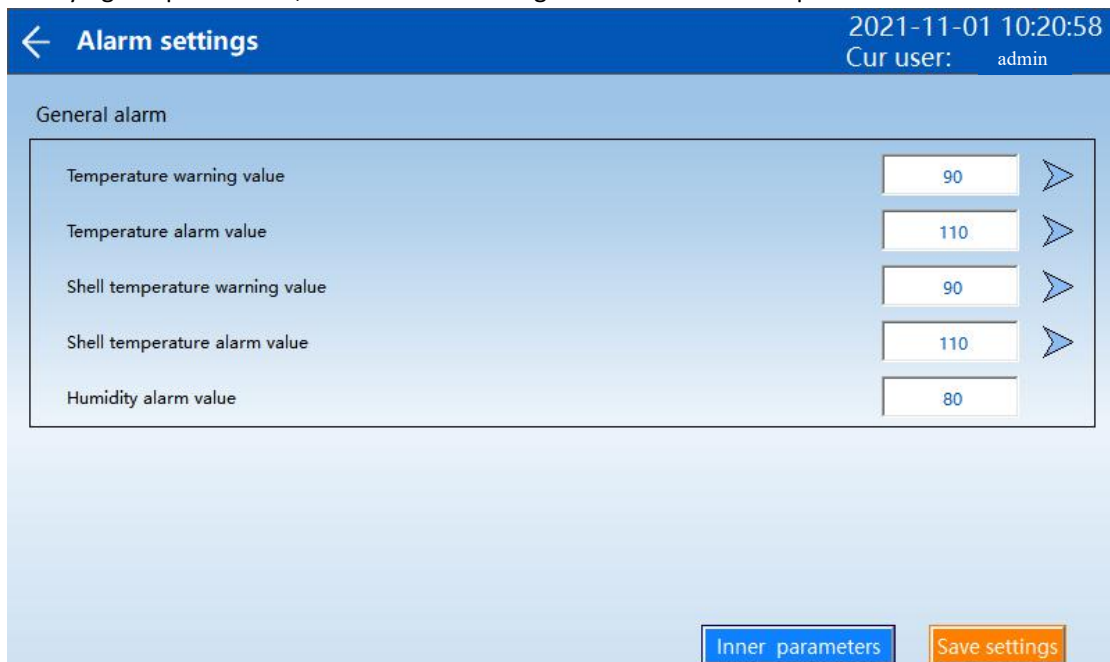 Alarm settings
2021-11-01 10:20:58
Cur user: admin
General alarm
Temperature warning value 90
Temperature alarm value 110
Shell temperature warning value 90
Shell temperature alarm value 110
Humidity alarm value 80
Inner parameters Save settings